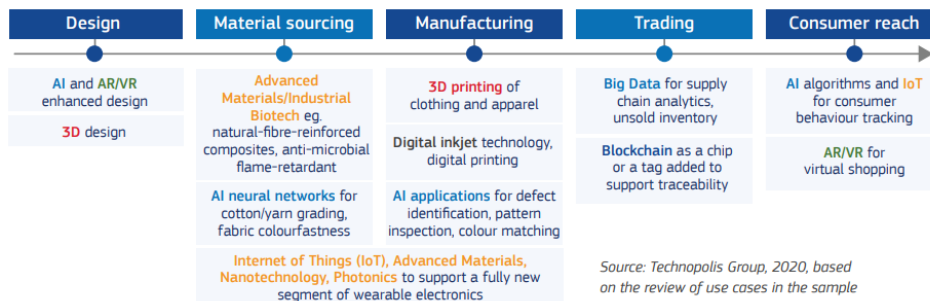 Design
Material sourcing
Manufacturing
Trading
Consumer reach
AI and AR/VR
enhanced design
3D design
Advanced
Materials/Industrial
Biotech eg.
natural-fibre-reinforced
composites, anti-microbial
flame-retardant
AI neural networks for
cotton/yarn grading,
fabric colourfastness
3D printing of
clothing and apparel
Digital inkjet technology,
digital printing
AI applications for defect
identification, pattern
inspection, colour matching
Internet of Things (IoT), Advanced Materials,
Nanotechnology, Photonics to support a fully new
segment of wearable electronics
Big Data for supply
chain analytics,
unsold inventory
Blockchain as a chip
or a tag added to
support traceability
AI algorithms and IoT
for consumer
behaviour tracking
AR/VR for
virtual shopping
Source: Technopolis Group, 2020, based
on the review of use cases in the sample